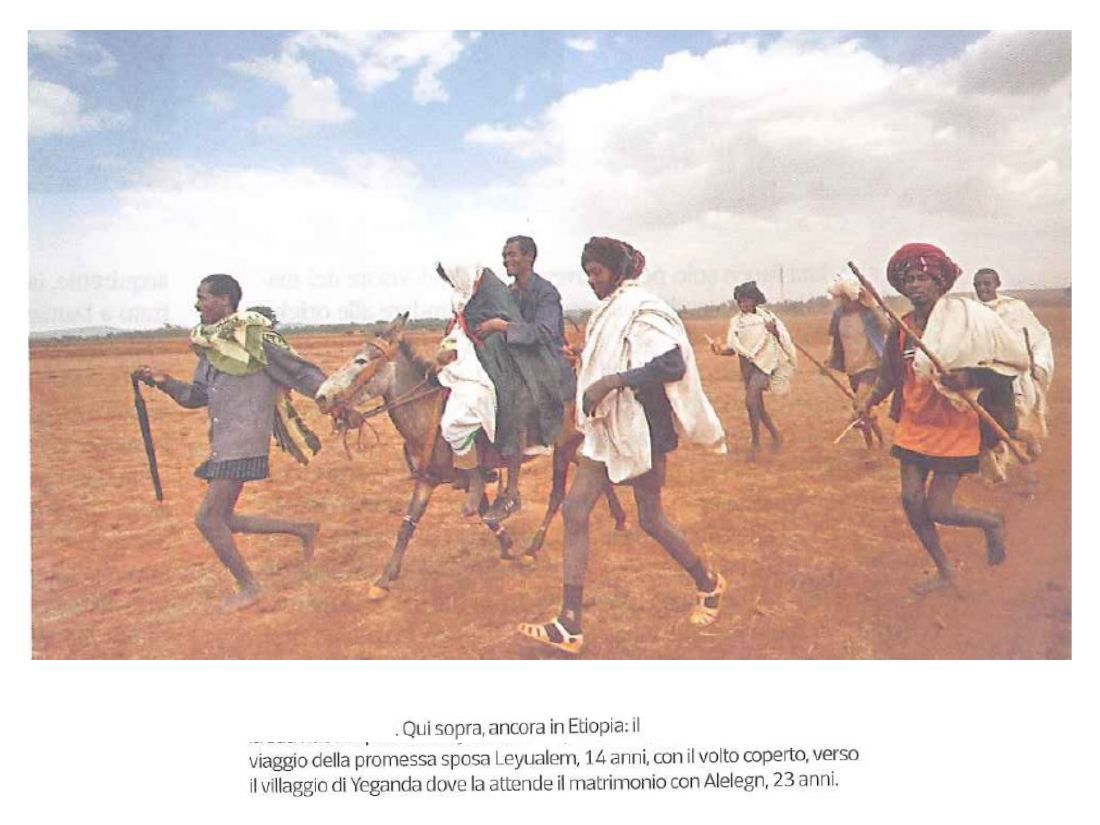 . Qui sopra, ancora in Etiopia: il
viaggio della promessa sposa Leyualem, 14 anni, con il volto coperto, verso
il villaggio di Yeganda dove la attende il matrimonio con Alelegn, 23 anni.